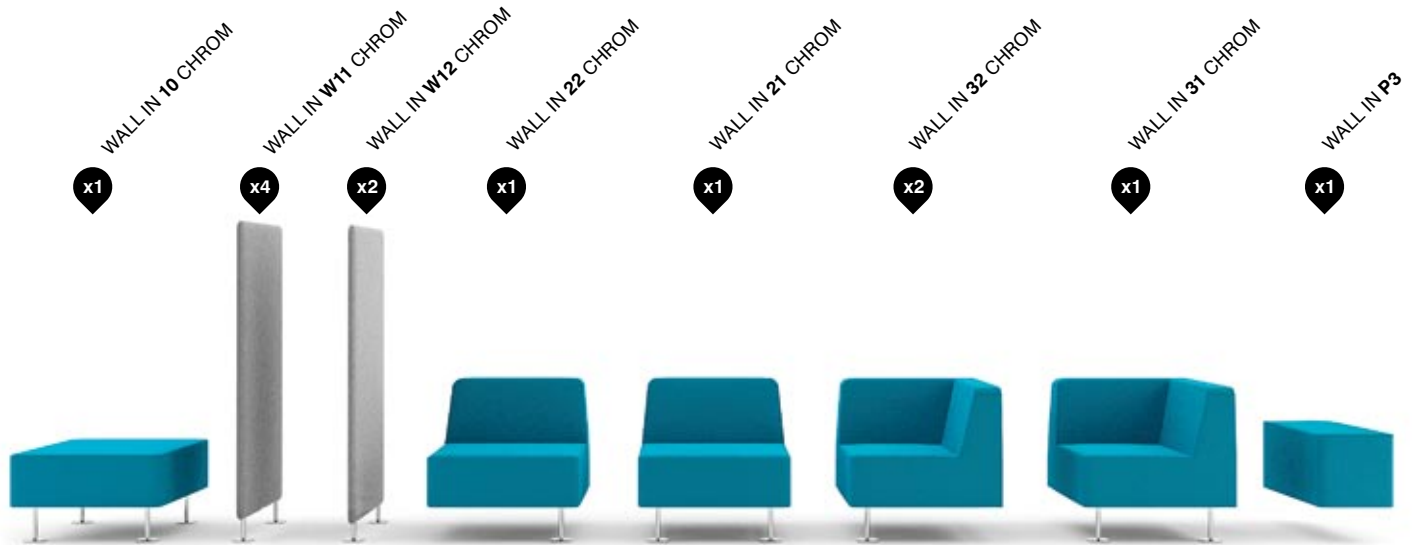 WALL IN 10 CHROM
WALL IN W11 CHROM
WALL IN W12 CHROM
WALL IN 22 CHROM
WALL IN 21 CHROM
WALL IN 32 CHROM
WALL IN 31 CHROM
WALL IN P3
x1
x4
x2
x1
x1
x2
x1
x1